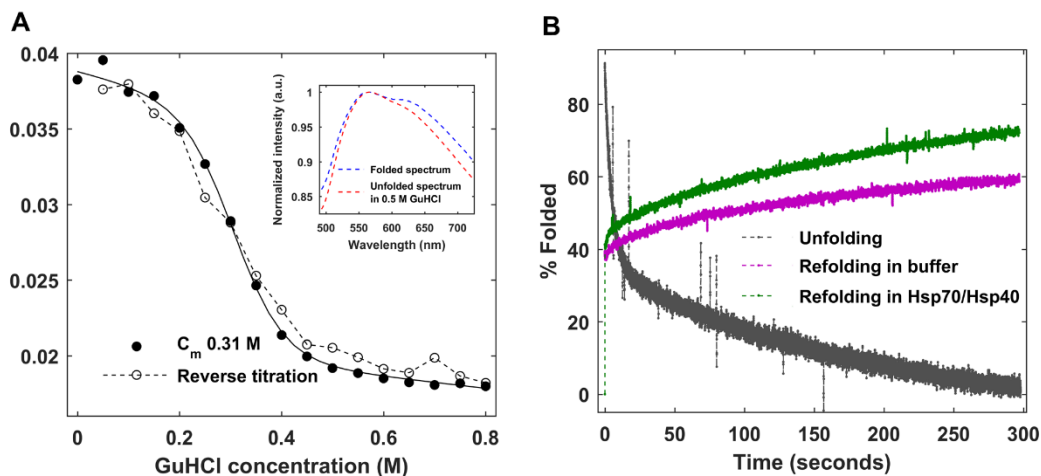 A
0.04
0.035
0.03
0.025
0.02
0 0.2 0.4 0.6 0.8
GuHCl concentration (M)
C_m 0.31 M
Reverse titration
Normalized intensity (a.u.)
1
0.95
0.9
0.85
500 550 600 650 700
Wavelength (nm)
Folded spectrum
Unfolded spectrum
in 0.5 M GuHCl
B
% Folded
80
60
40
20
0
0 50 100 150 200 250 300
Time (seconds)
Unfolding
Refolding in buffer
Refolding in Hsp70/Hsp40